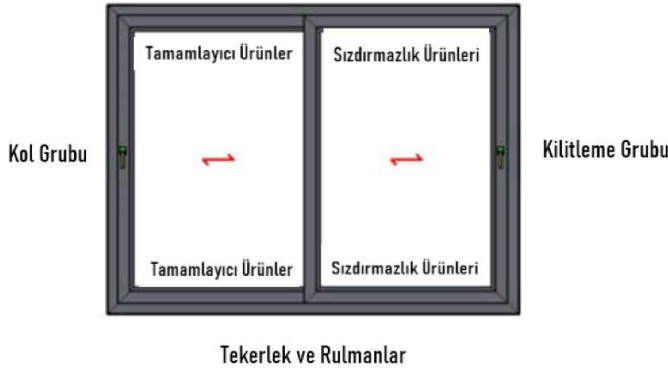 Tamamlayıcı Ürünler
Sızdırmazlık Ürünleri
Kol Grubu
Kilitleme Grubu
Tamamlayıcı Ürünler
Sızdırmazlık Ürünleri
Tekerlek ve Rulmanlar